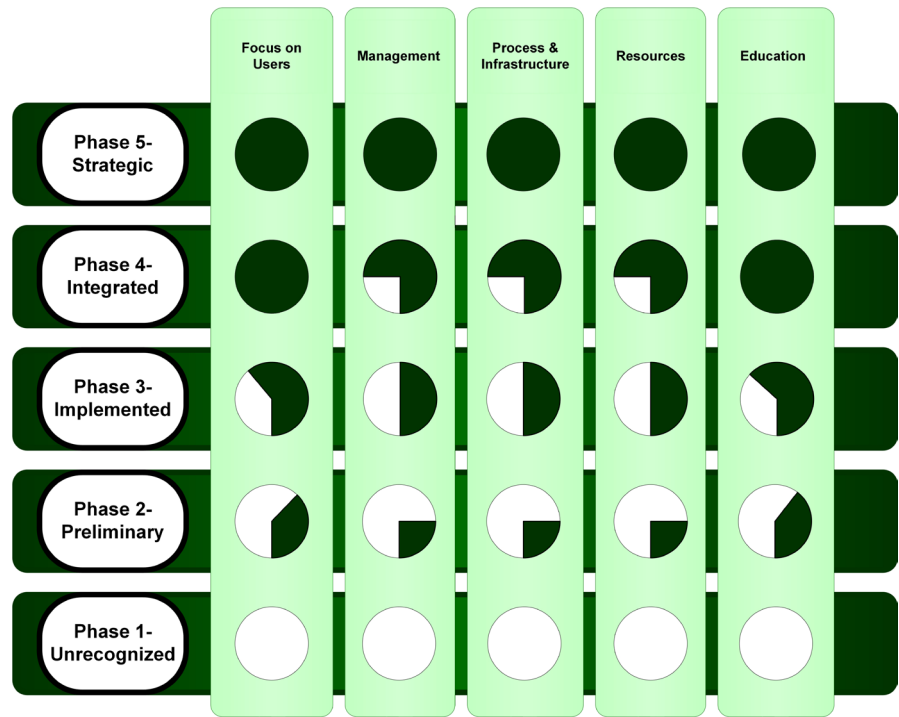 Focus on
Users
Management
Process &
Infrastructure
Resources
Education
Phase 5-
Strategic
Phase 4-
Integrated
Phase 3-
Implemented
Phase 2-
Preliminary
Phase 1-
Unrecognized